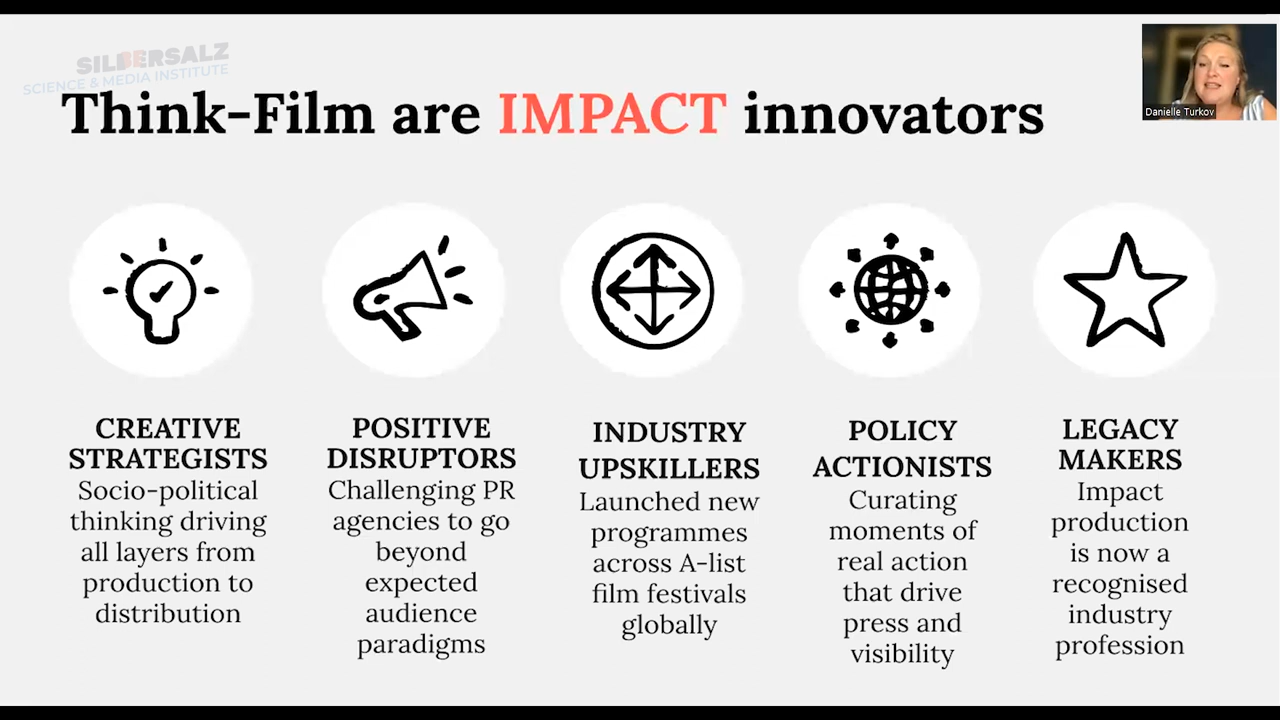 SILBERSALZ
SCIENCE & MEDIA INSTITUTE
Think-Film are IMPACT innovators
Danielle Turkov
CREATIVE
STRATEGISTS
Socio-political
thinking driving
all layers from
production to
distribution
POSITIVE
DISRUPTORS
Challenging PR
agencies to go
beyond
expected
audience
paradigms
INDUSTRY
UPSKILLERS
Launched new
programmes
across A-list
film festivals
globally
POLICY
ACTIONISTS
Curating
moments of
real action
that drive
press and
visibility
LEGACY
MAKERS
Impact
production
is now a
recognised
industry
profession